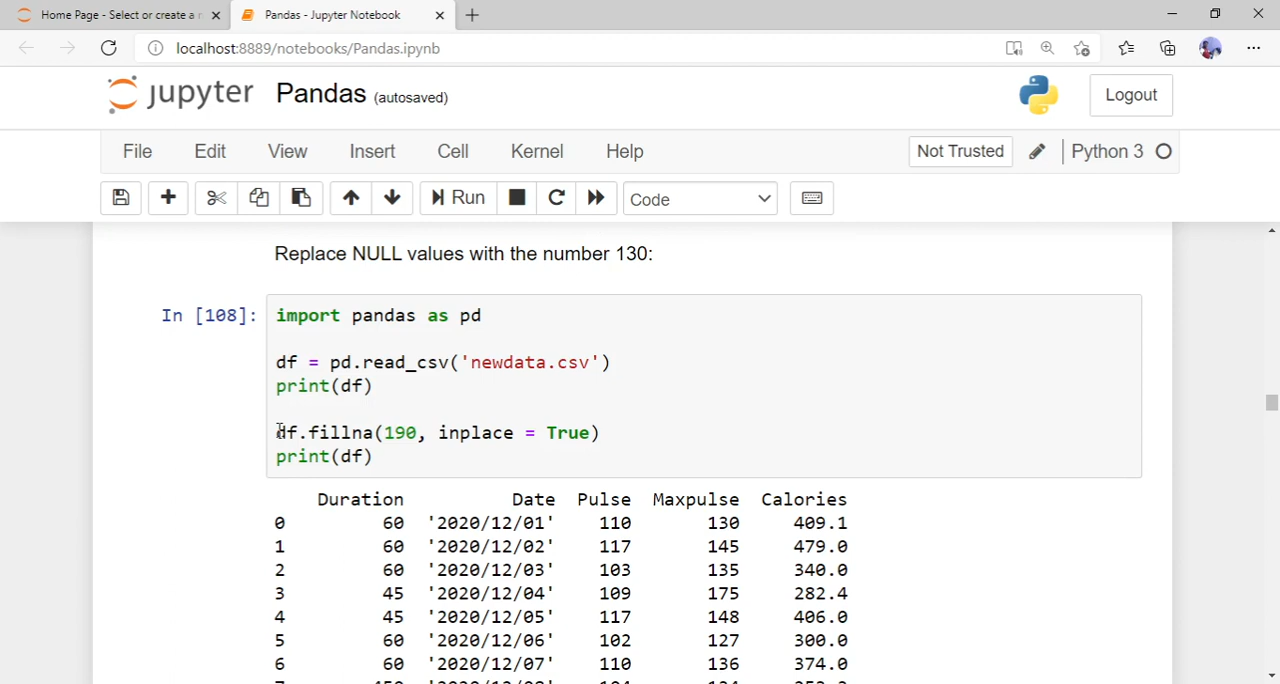 Home Page - Select or create a n
Pandas - Jupyter Notebook
localhost:8889/notebooks/Pandas.ipynb
jupyter Pandas (autosaved)
Logout
File Edit View Insert Cell Kernel Help Not Trusted Python 3
Run Code
Replace NULL values with the number 130:
In [108]: import pandas as pd
df = pd.read_csv('newdata.csv')
print(df)
df.fillna(190, inplace = True)
print(df)
Duration Date Pulse Maxpulse Calories
0 60 '2020/12/01' 110 130 409.1
1 60 '2020/12/02' 117 145 479.0
2 60 '2020/12/03' 103 135 340.0
3 45 '2020/12/04' 109 175 282.4
4 45 '2020/12/05' 117 148 406.0
5 60 '2020/12/06' 102 127 300.0
6 60 '2020/12/07' 110 136 374.0